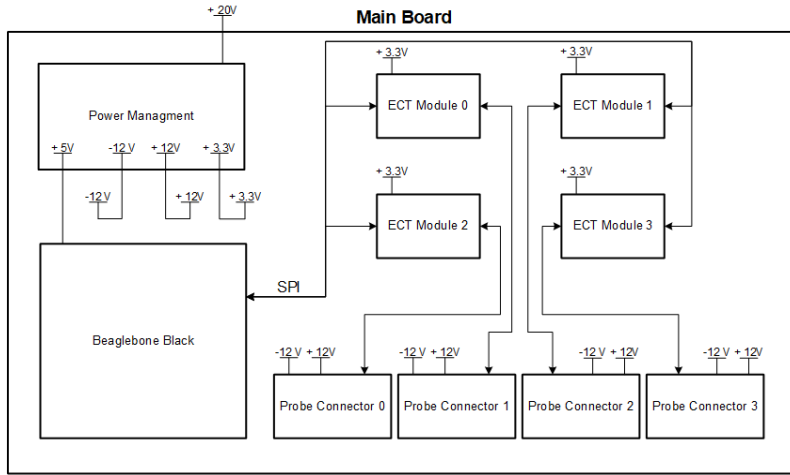 Main Board
+ 20V
Power Managment
+ 5V -12 V + 12V + 3.3V
-12 V + 12V + 3.3V
+ 3.3V + 3.3V
ECT Module 0 ECT Module 1
+ 3.3V + 3.3V
ECT Module 2 ECT Module 3
SPI
Beaglebone Black
-12 V + 12V -12 V + 12V -12 V + 12V -12 V + 12V
Probe Connector 0 Probe Connector 1 Probe Connector 2 Probe Connector 3